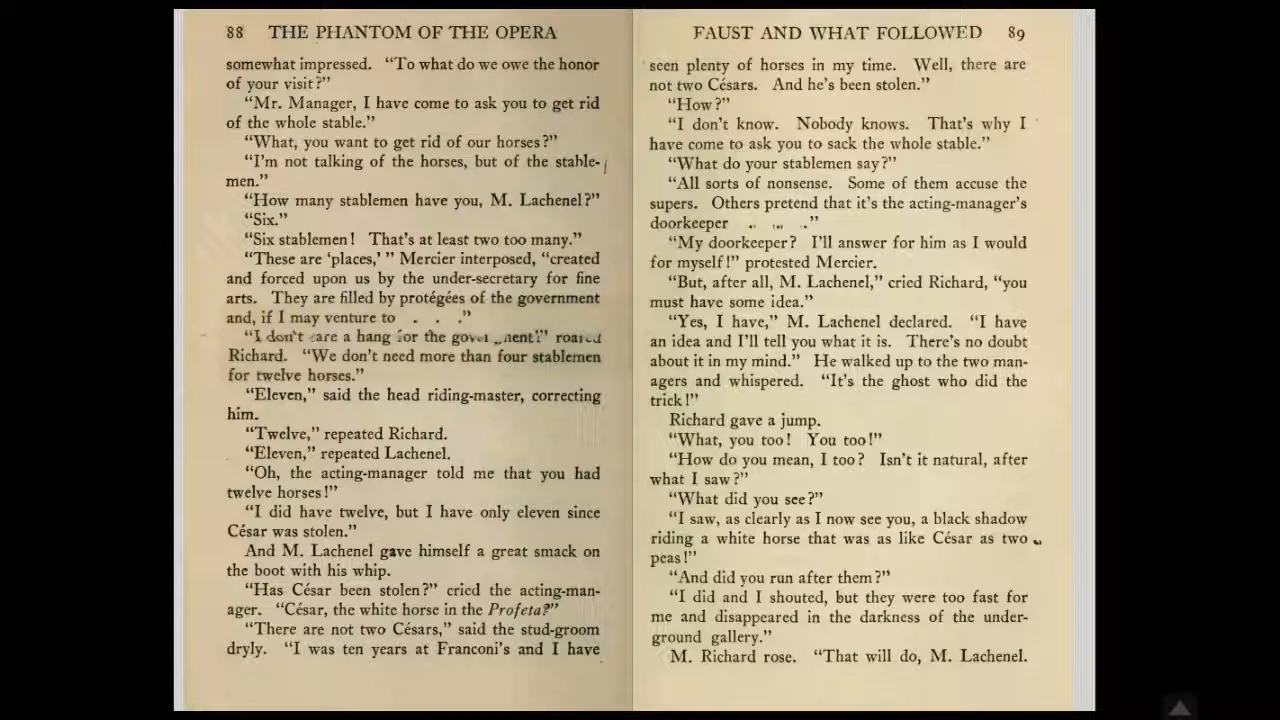 88 THE PHANTOM OF THE OPERA
somewhat impressed. “To what do we owe the honor
of your visit?”
“Mr. Manager, I have come to ask you to get rid
of the whole stable.”
“What, you want to get rid of our horses?”
“I’m not talking of the horses, but of the stable-
men.”
“How many stablemen have you, M. Lachenel?”
“Six.”
“Six stablemen! That’s at least two too many.”
“These are ‘places,’ ” Mercier interposed, “created
and forced upon us by the under-secretary for fine
arts. They are filled by protégées of the government
and, if I may venture to . . .”
“I don’t care a hang for the government!” roared
Richard. “We don’t need more than four stablemen
for twelve horses.”
“Eleven,” said the head riding-master, correcting
him.
“Twelve,” repeated Richard.
“Eleven,” repeated Lachenel.
“Oh, the acting-manager told me that you had
twelve horses!”
“I did have twelve, but I have only eleven since
César was stolen.”
And M. Lachenel gave himself a great smack on
the boot with his whip.
“Has César been stolen?” cried the acting-man-
ager. “César, the white horse in the Profeta?”
“There are not two Césars,” said the stud-groom
dryly. “I was ten years at Franconi’s and I have
FAUST AND WHAT FOLLOWED 89
seen plenty of horses in my time. Well, there are
not two Césars. And he’s been stolen.”
“How?”
“I don’t know. Nobody knows. That’s why I
have come to ask you to sack the whole stable.”
“What do your stablemen say?”
“All sorts of nonsense. Some of them accuse the
supers. Others pretend that it’s the acting-manager’s
doorkeeper . . . .”
“My doorkeeper? I’ll answer for him as I would
for myself!” protested Mercier.
“But, after all, M. Lachenel,” cried Richard, “you
must have some idea.”
“Yes, I have,” M. Lachenel declared. “I have
an idea and I’ll tell you what it is. There’s no doubt
about it in my mind.” He walked up to the two man-
agers and whispered. “It’s the ghost who did the
trick!”
Richard gave a jump.
“What, you too! You too!”
“How do you mean, I too? Isn’t it natural, after
what I saw?”
“What did you see?”
“I saw, as clearly as I now see you, a black shadow
riding a white horse that was as like César as two
peas!”
“And did you run after them?”
“I did and I shouted, but they were too fast for
me and disappeared in the darkness of the under-
ground gallery.”
M. Richard rose. “That will do, M. Lachenel.